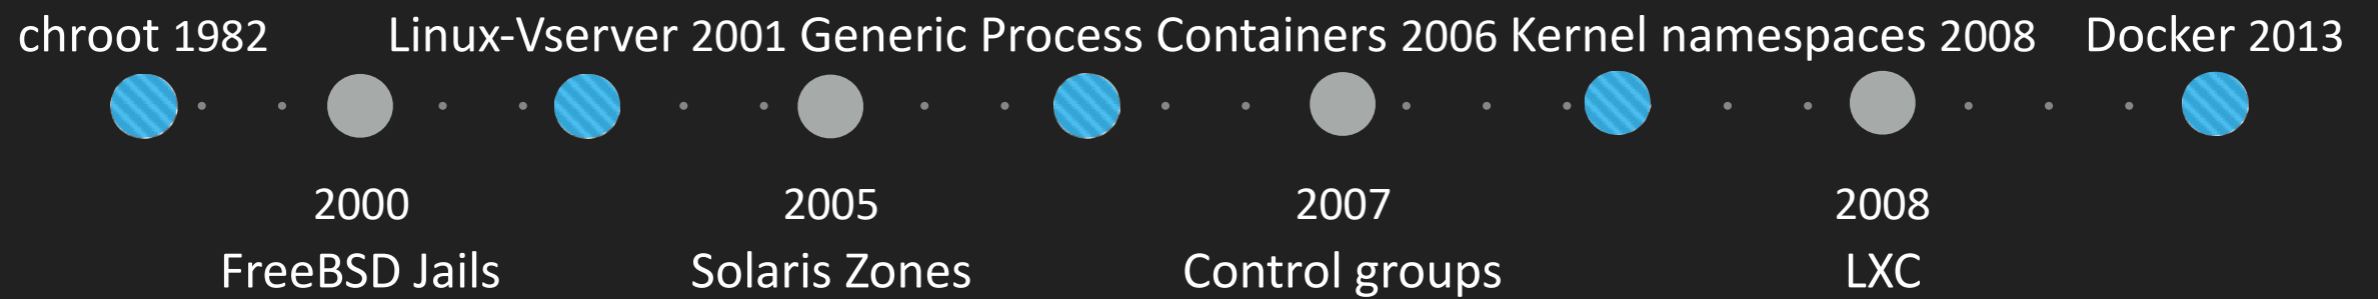 chroot 1982 Linux-Vserver 2001 Generic Process Containers 2006 Kernel namespaces 2008 Docker 2013
2000 2005 2007 2008
FreeBSD Jails Solaris Zones Control groups LXC